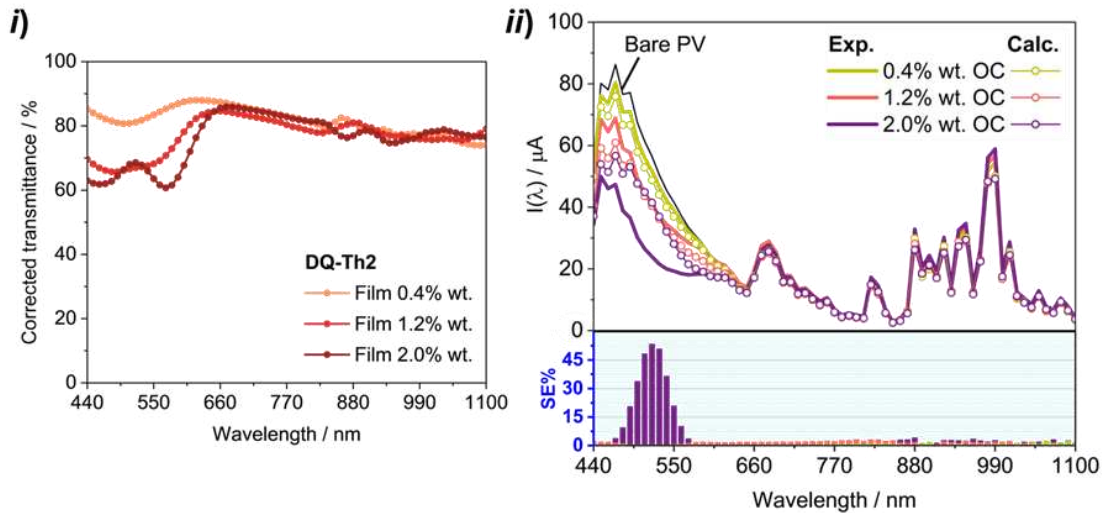 i)
Corrected transmittance / %
100
80
60
40
20
0
DQ-Th2
Film 0.4% wt.
Film 1.2% wt.
Film 2.0% wt.
440 550 660 770 880 990 1100
Wavelength / nm
ii)
I(λ) / μA
100
80
60
40
20
0
Bare PV
Exp. Calc.
0.4% wt. OC
1.2% wt. OC
2.0% wt. OC
SE%
45
30
15
0
440 550 660 770 880 990 1100
Wavelength / nm